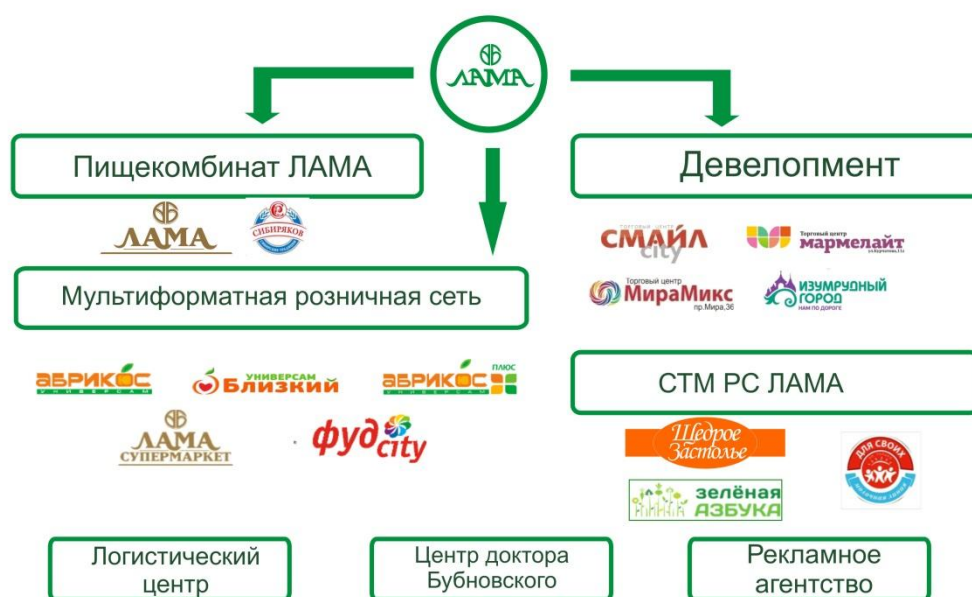 ЛАМА
Пищекомбинат ЛАМА
Девелопмент
ЛАМА
СИБИРЯКОВ
ТОРГОВЫЙ ЦЕНТР
СМАЙЛ
city
Торговый центр
мармелайт
Мультиформатная розничная сеть
Торговый центр
МираМикс
пр.Мира,36
ИЗУМРУДНЫЙ
ГОРОД
НАМ ПО ДОРОГЕ
АБРИКОС
УНИВЕРСАМ
УНИВЕРСАМ
Близкий
ПЛЮС
АБРИКОС
УНИВЕРСАМ
СТМ РС ЛАМА
ЛАМА
СУПЕРМАРКЕТ
фудcity
Щедрое
Застолье
ДЛЯ СВОИХ
зелёная
АЗБУКА
Логистический
центр
Центр доктора
Бубновского
Рекламное
агентство